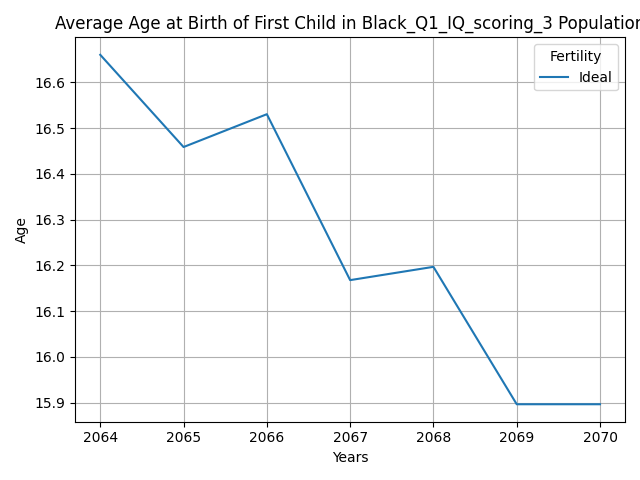 Average Age at Birth of First Child in Black_Q1_IQ_scoring_3 Population
Fertility
Ideal
Age
16.6
16.5
16.4
16.3
16.2
16.1
16.0
15.9
2064 2065 2066 2067 2068 2069 2070
Years